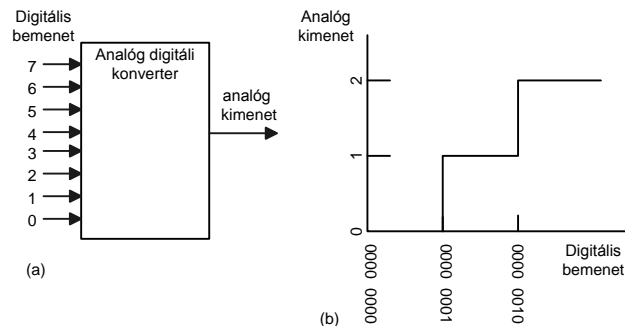 Digitális
bemenet
7
6
5
4
3
2
1
0
Analóg digitáli
konverter
analóg
kimenet
(a)
Analóg
kimenet
2
1
0
0000 0000
0000 0001
0000 0010
Digitális
bemenet
(b)